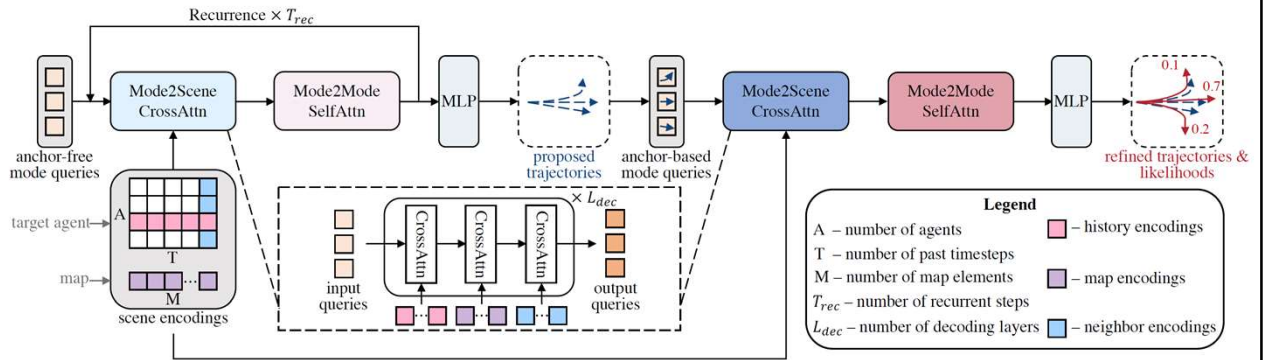 Recurrence × T_rec
Mode2Scene
CrossAttn
Mode2Mode
SelfAttn
MLP
Mode2Scene
CrossAttn
Mode2Mode
SelfAttn
MLP
0.1
0.7
0.2
anchor-free
mode queries
proposed
trajectories
anchor-based
mode queries
refined trajectories &
likelihoods
target agent
A
T
map
...
M
scene encodings
× L_dec
CrossAttn
CrossAttn
CrossAttn
input
queries
output
queries
...
...
...
Legend
A – number of agents
T – number of past timesteps
M – number of map elements
T_rec – number of recurrent steps
L_dec – number of decoding layers
– history encodings
– map encodings
– neighbor encodings